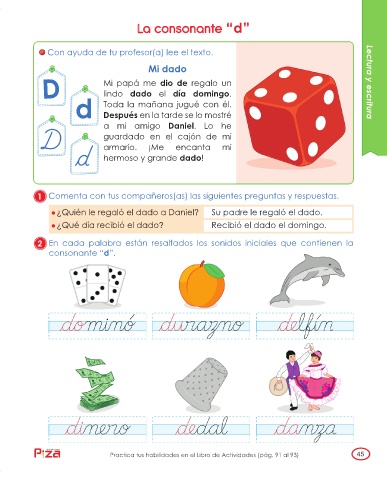 La consonante “d”
Con ayuda de tu profesor(a) lee el texto.
Mi dado
Mi papá me dio de regalo un
lindo dado el día domingo.
Toda la mañana jugué con él.
Después en la tarde se lo mostré
a mi amigo Daniel. Lo he
guardado en el cajón de mi
armario. ¡Me encanta mi
hermoso y grande dado!
D
d
D
d
Lectura y escritura
1 Comenta con tus compañeros(as) las siguientes preguntas y respuestas.
¿Quién le regaló el dado a Daniel? Su padre le regaló el dado.
¿Qué día recibió el dado? Recibió el dado el domingo.
2 En cada palabra están resaltados los sonidos iniciales que contienen la
consonante “d”.
dominó durazno delfín
dinero dedal danza
Piza Practica tus habilidades en el Libro de Actividades (pág. 91 al 93) 45